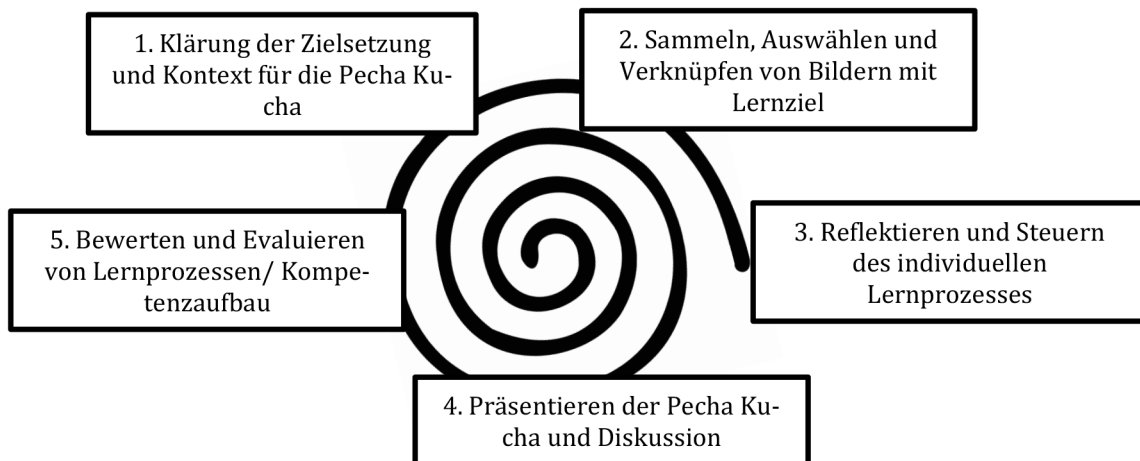 1. Klärung der Zielsetzung
und Kontext für die Pecha Ku-
cha
2. Sammeln, Auswählen und
Verknüpfen von Bildern mit
Lernziel
3. Reflektieren und Steuern
des individuellen
Lernprozesses
4. Präsentieren der Pecha Ku-
cha und Diskussion
5. Bewerten und Evaluieren
von Lernprozessen/ Kompe-
tenzaufbau